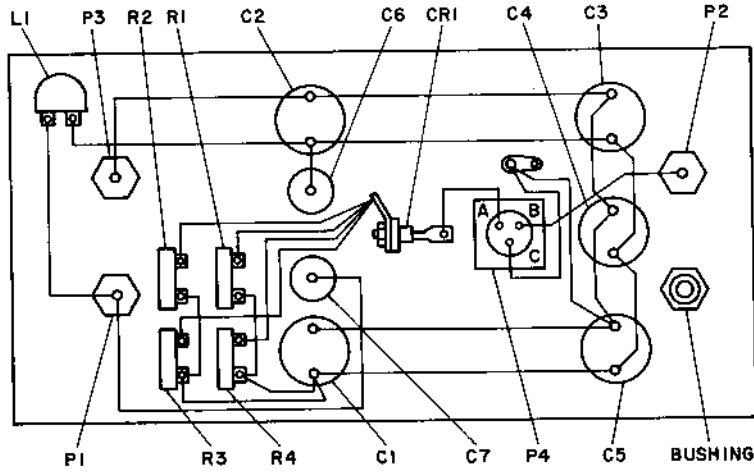 L1 P3 R2 R1 C2 C6 CR1 C4 C3 P2
A B
C
P1 R3 R4 C1 C7 P4 C5 BUSHING